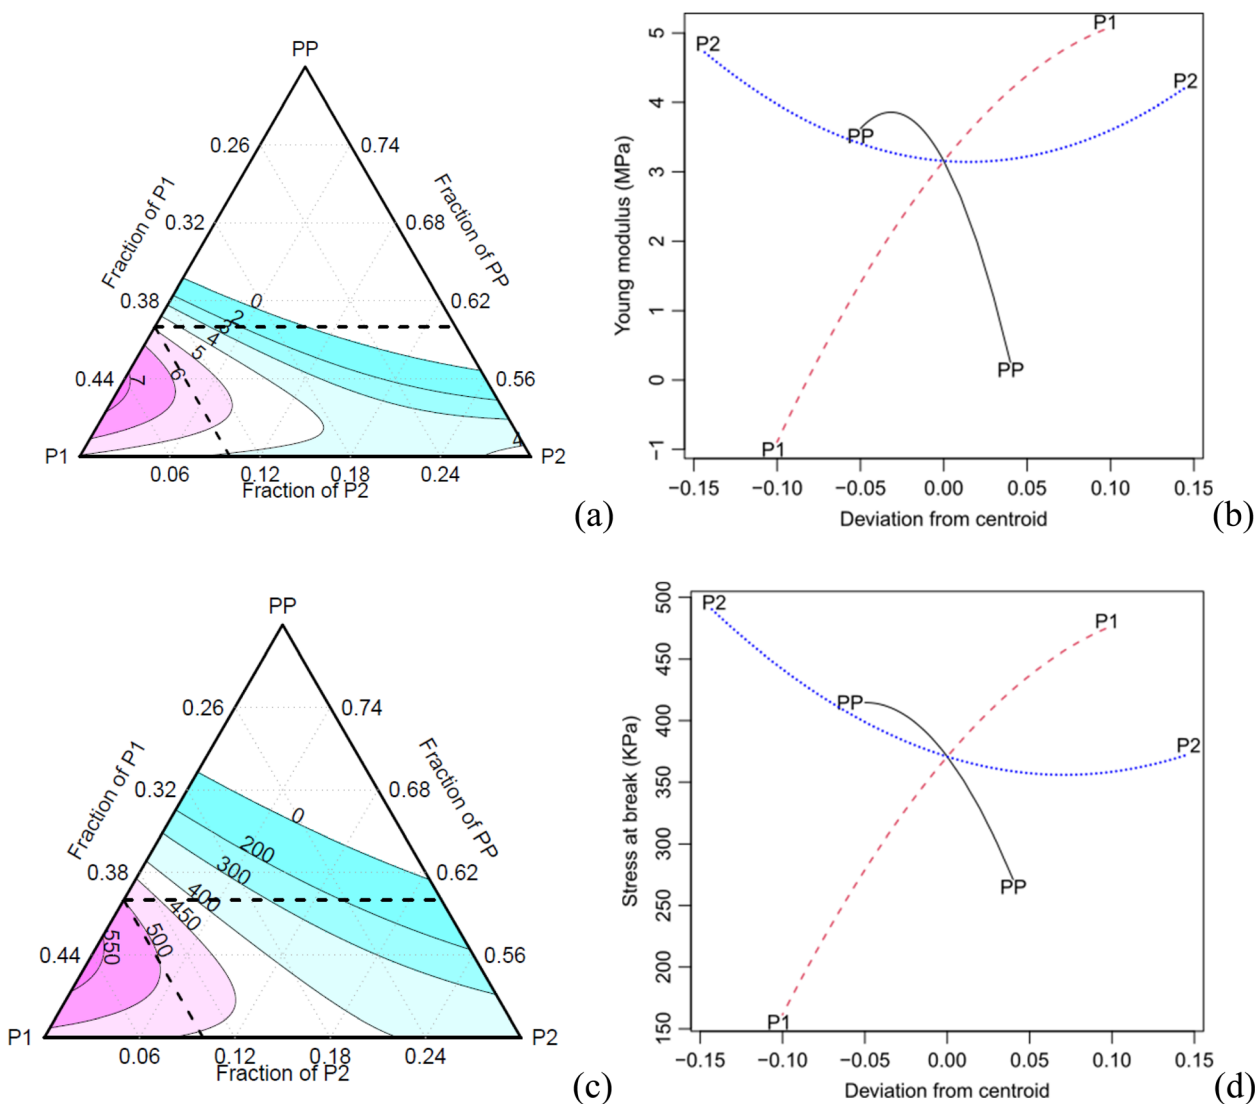 PP
0.26
0.74
Fraction of P1
Fraction of PP
0.32
0.68
0.38
0
0.62
2
3
4
5
6
7
0.44
0.56
4
P1
P2
0.06
0.12
0.18
0.24
Fraction of P2
(a)
5
4
3
2
1
0
−1
Young modulus (MPa)
P2
P1
P2
PP
PP
P1
−0.15
−0.10
−0.05
0.00
0.05
0.10
0.15
Deviation from centroid
(b)
PP
0.26
0.74
Fraction of P1
Fraction of PP
0.32
0.68
0
200
300
0.38
0.62
400
450
500
550
0.44
0.56
P1
P2
0.06
0.12
0.18
0.24
Fraction of P2
(c)
500
450
400
350
300
250
200
150
Stress at break (KPa)
P2
P1
PP
P2
PP
P1
−0.15
−0.10
−0.05
0.00
0.05
0.10
0.15
Deviation from centroid
(d)